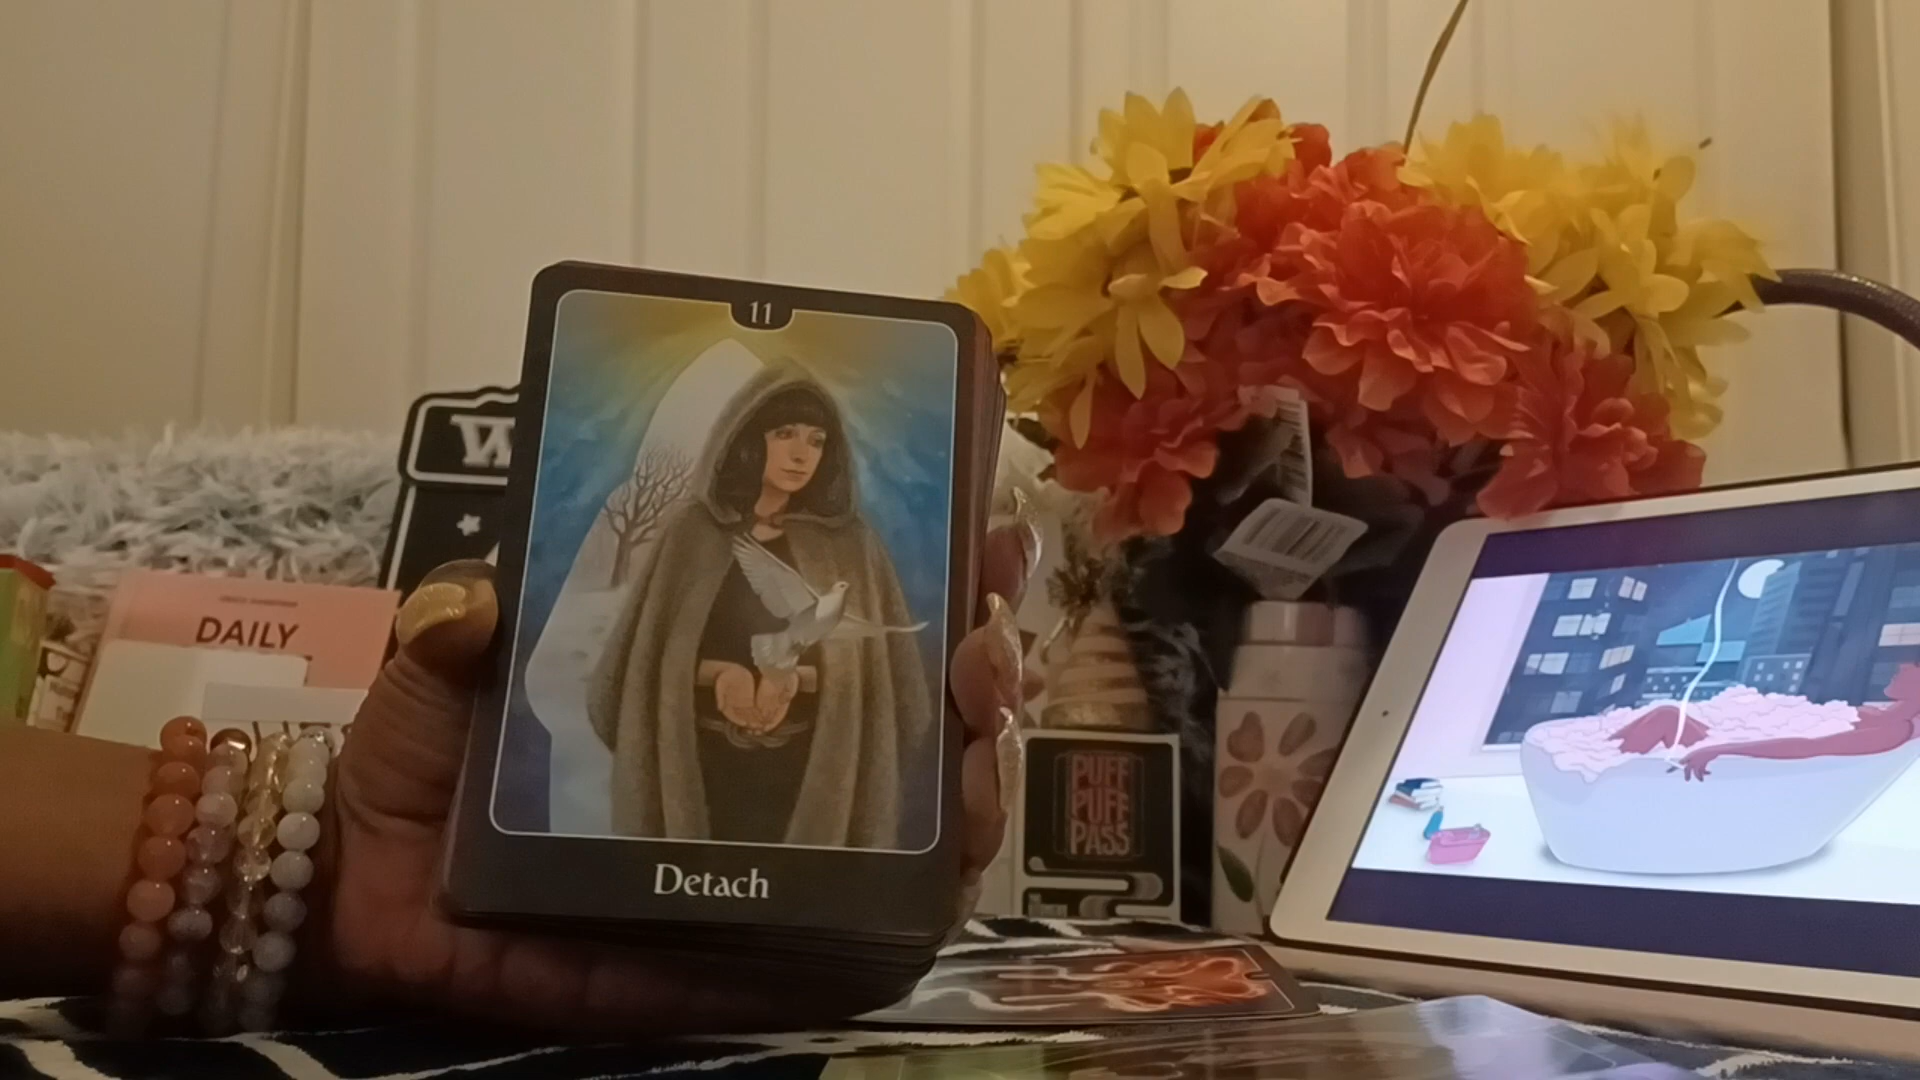 11
Detach
W
DAILY
PUFF
PUFF
PASS